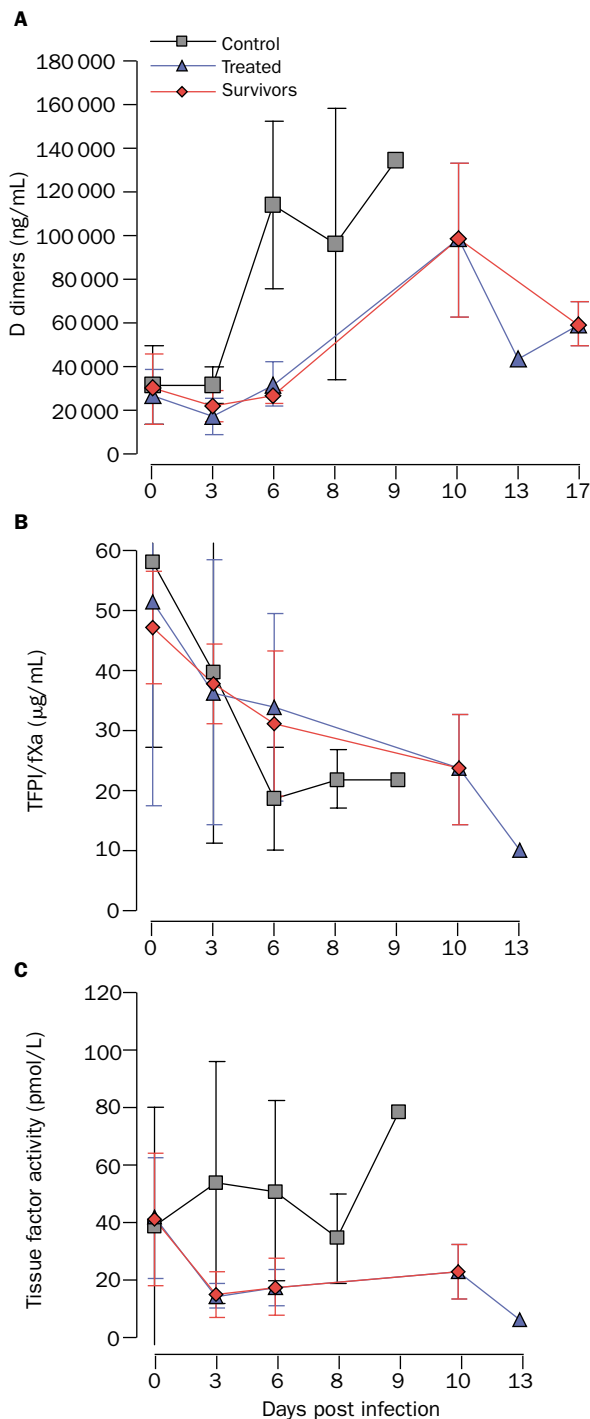 A
Control
Treated
Survivors
D dimers (ng/mL)
180 000
160 000
140 000
120 000
100 000
80 000
60 000
40 000
20 000
0
0 3 6 8 9 10 13 17
B
TFPI/fXa (μg/mL)
60
50
40
30
20
10
0
0 3 6 8 9 10 13
C
Tissue factor activity (pmol/L)
120
100
80
60
40
20
0
0 3 6 8 9 10 13
Days post infection